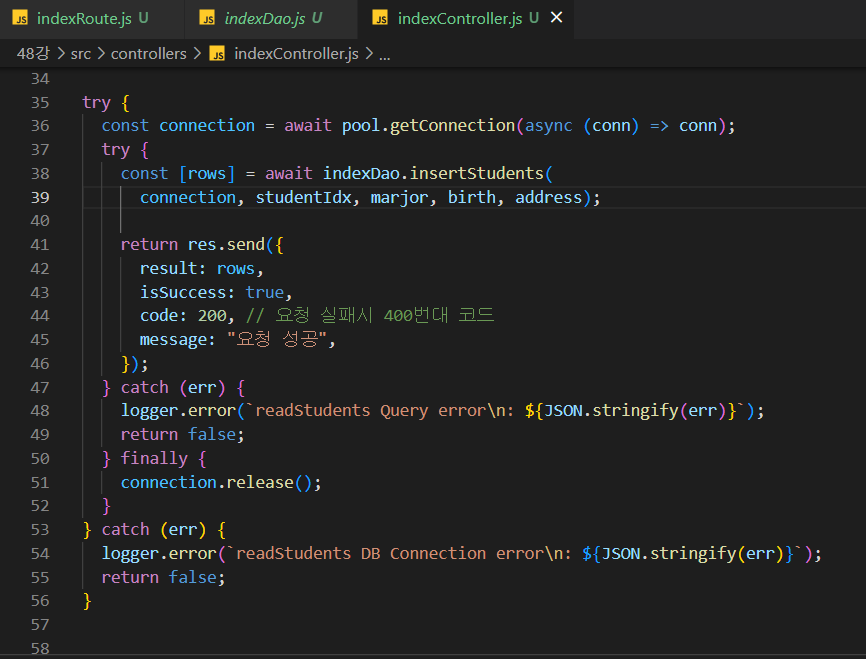 JS indexRoute.js U JS indexDao.js U JS indexController.js U ×
48강 > src > controllers > JS indexController.js > ...
34
35 try {
36 const connection = await pool.getConnection(async (conn) => conn);
37 try {
38 const [rows] = await indexDao.insertStudents(
39 connection, studentIdx, marjor, birth, address);
40
41 return res.send({
42 result: rows,
43 isSuccess: true,
44 code: 200, // 요청 실패시 400번대 코드
45 message: "요청 성공",
46 });
47 } catch (err) {
48 logger.error(`readStudents Query error\n: ${JSON.stringify(err)}`);
49 return false;
50 } finally {
51 connection.release();
52 }
53 } catch (err) {
54 logger.error(`readStudents DB Connection error\n: ${JSON.stringify(err)}`);
55 return false;
56 }
57
58